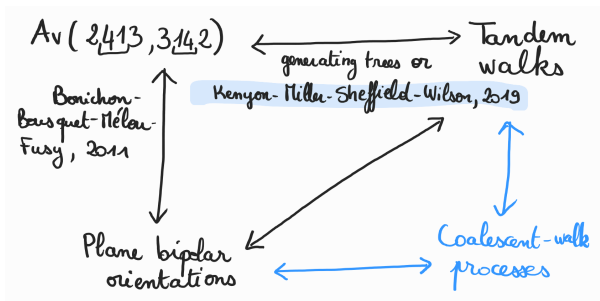 Av(2413,3142)
Tandem
walks
generating trees or
Kenyon-Miller-Sheffield-Wilson, 2019
Bonichon-
Bousquet-Mélou-
Fusy, 2011
Plane bipolar
orientations
Coalescent-walk
processes